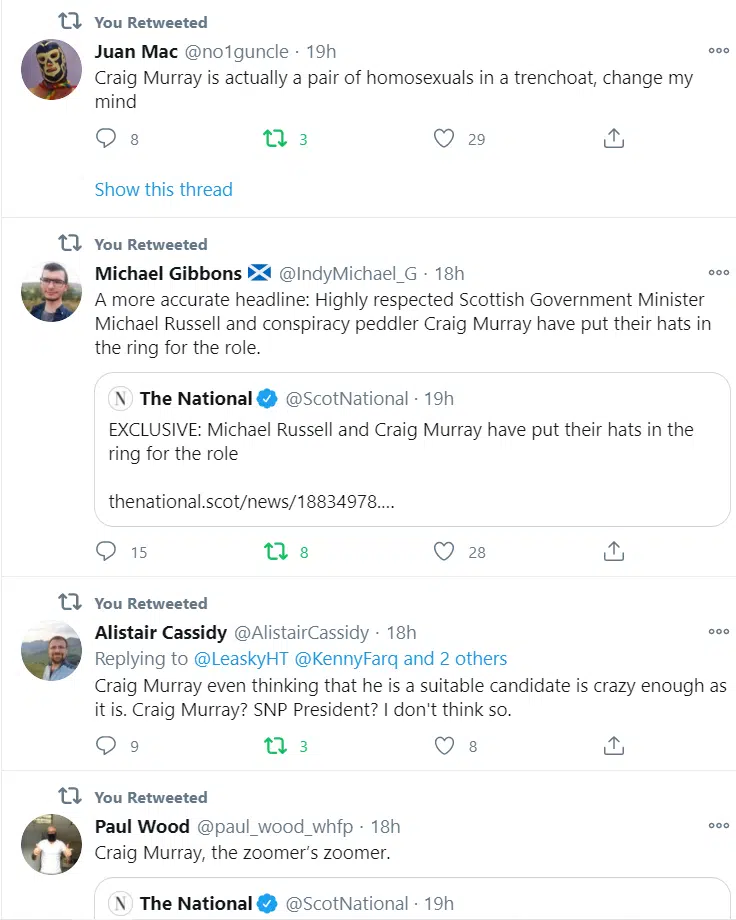 You Retweeted
Juan Mac @no1guncle · 19h
Craig Murray is actually a pair of homosexuals in a trenchoat, change my
mind
8 3 29
Show this thread
You Retweeted
Michael Gibbons @IndyMichael_G · 18h
A more accurate headline: Highly respected Scottish Government Minister
Michael Russell and conspiracy peddler Craig Murray have put their hats in
the ring for the role.
N The National @ScotNational · 19h
EXCLUSIVE: Michael Russell and Craig Murray have put their hats in the
ring for the role
thenational.scot/news/18834978....
15 8 28
You Retweeted
Alistair Cassidy @AlistairCassidy · 18h
Replying to @LeaskyHT @KennyFarq and 2 others
Craig Murray even thinking that he is a suitable candidate is crazy enough as
it is. Craig Murray? SNP President? I don't think so.
9 3 8
You Retweeted
Paul Wood @paul_wood_whfp · 18h
Craig Murray, the zoomer’s zoomer.
N The National @ScotNational · 19h